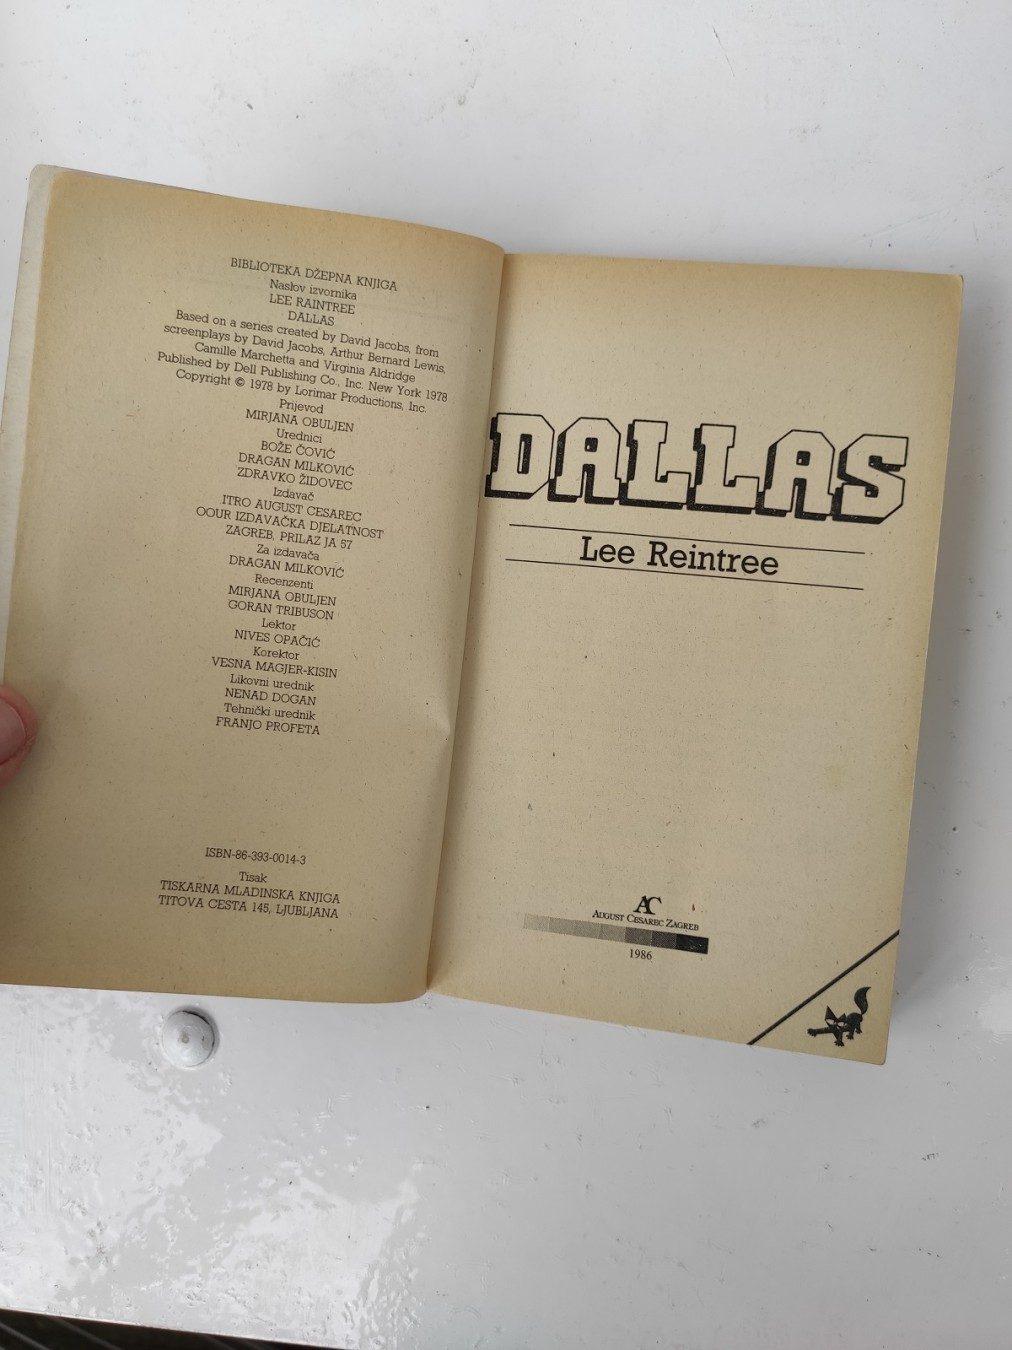 BIBLIOTEKA DŽEPNA KNJIGA
Naslov izvornika
LEE RAINTREE
DALLAS
Based on a series created by David Jacobs, from
screenplays by David Jacobs, Arthur Bernard Lewis,
Camille Marchetta and Virginia Aldridge
Published by Dell Publishing Co., Inc. New York 1978
Copyright © 1978 by Lorimar Productions, Inc.
Prijevod
MIRJANA OBULJEN
Urednici
BOŽE ČOVIĆ
DRAGAN MILKOVIĆ
ZDRAVKO ŽIDOVEC
Izdavač
ITRO AUGUST CESAREC
OOUR IZDAVAČKA DJELATNOST
ZAGREB, PRILAZ JA 57
Za izdavača
DRAGAN MILKOVIĆ
Recenzenti
MIRJANA OBULJEN
GORAN TRIBUSON
Lektor
NIVES OPAČIĆ
Korektor
VESNA MAGJER-KISIN
Likovni urednik
NENAD DOGAN
Tehnički urednik
FRANJO PROFETA
ISBN-86-393-0014-3
Tisak
TISKARNA MLADINSKA KNJIGA
TITOVA CESTA 145, LJUBLJANA
DALLAS
Lee Reintree
AC
AUGUST CESAREC ZAGREB
1986